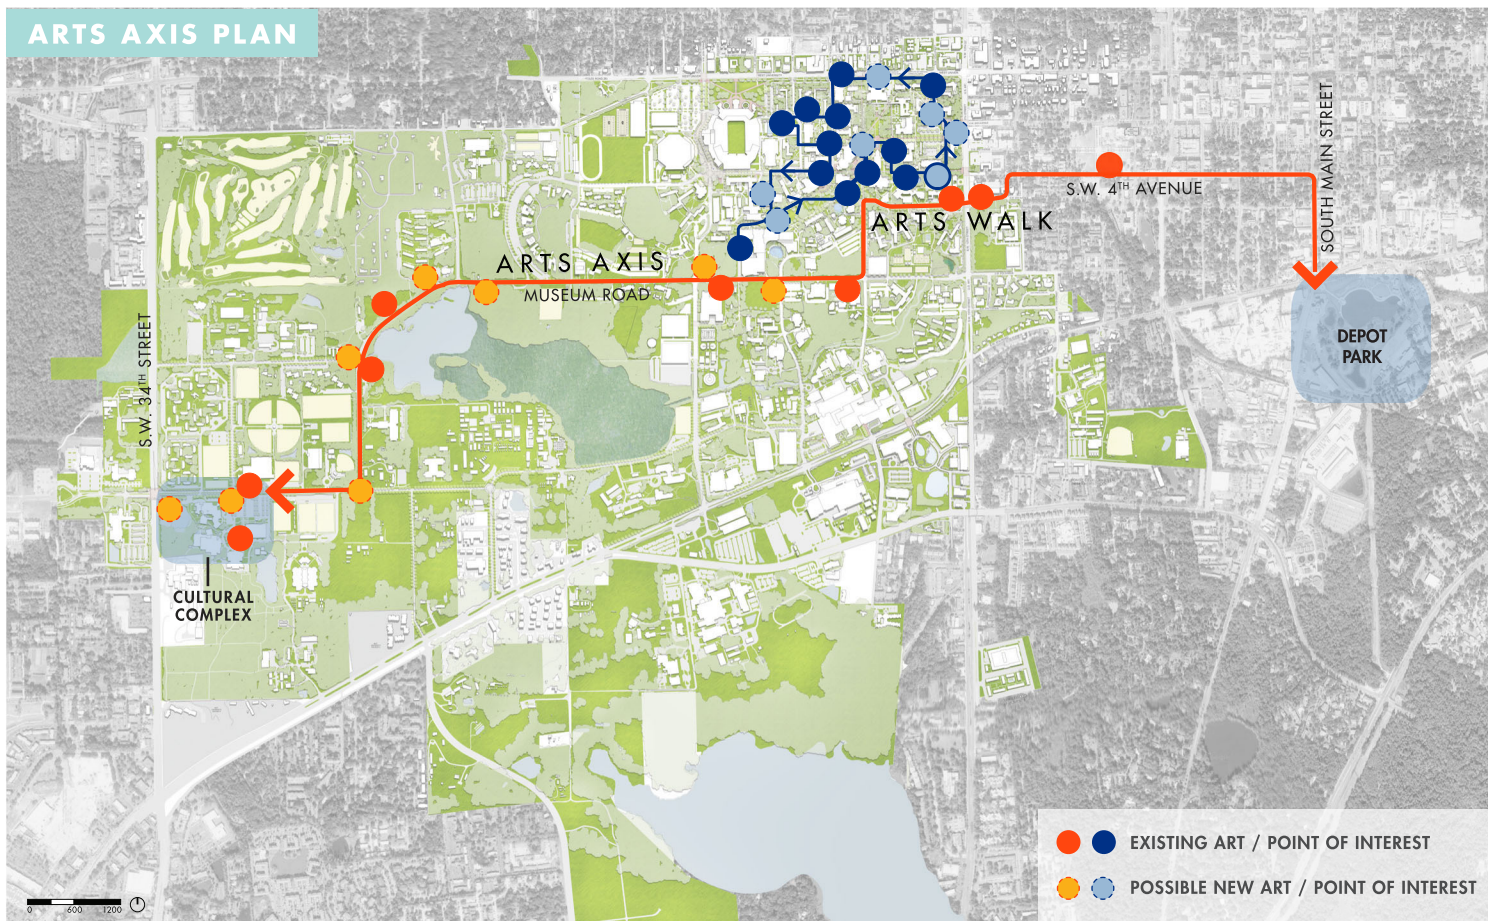 ARTS AXIS PLAN
SOUTH MAIN STREET
S.W. 4TH AVENUE
ARTS WALK
ARTS AXIS
MUSEUM ROAD
S.W. 34TH STREET
DEPOT
PARK
CULTURAL
COMPLEX
EXISTING ART / POINT OF INTEREST
POSSIBLE NEW ART / POINT OF INTEREST
0 600 1200